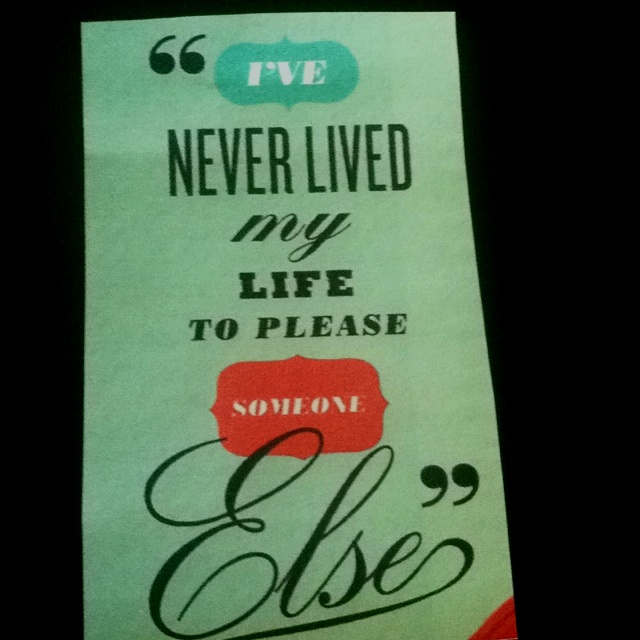 “ I'VE
NEVER LIVED
my
LIFE
TO PLEASE
SOMEONE
Else ”